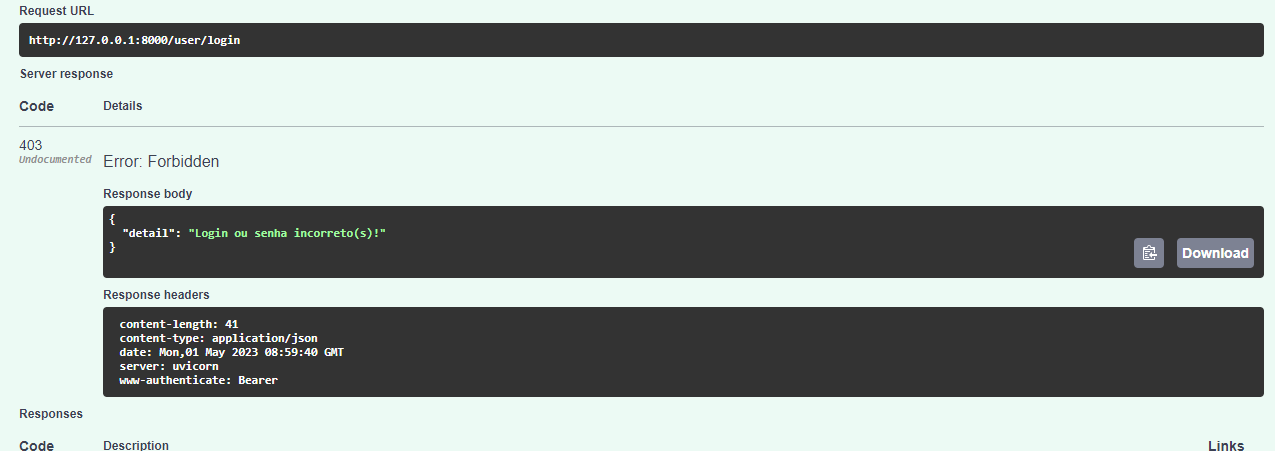 Request URL
http://127.0.0.1:8000/user/login
Server response
Code Details
403
Undocumented
Error: Forbidden
Response body
{
"detail": "Login ou senha incorreto(s)!"
}
Download
Response headers
content-length: 41
content-type: application/json
date: Mon,01 May 2023 08:59:40 GMT
server: uvicorn
www-authenticate: Bearer
Responses
Code Description Links